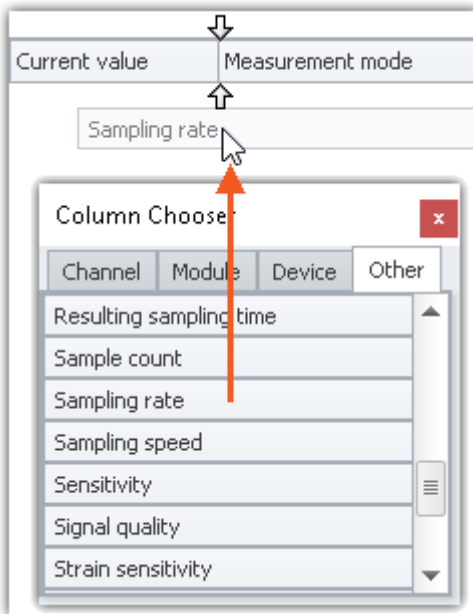 Current value Measurement mode
Sampling rate
Column Chooser x
Channel Module Device Other
Resulting sampling time
Sample count
Sampling rate
Sampling speed
Sensitivity
Signal quality
Strain sensitivity